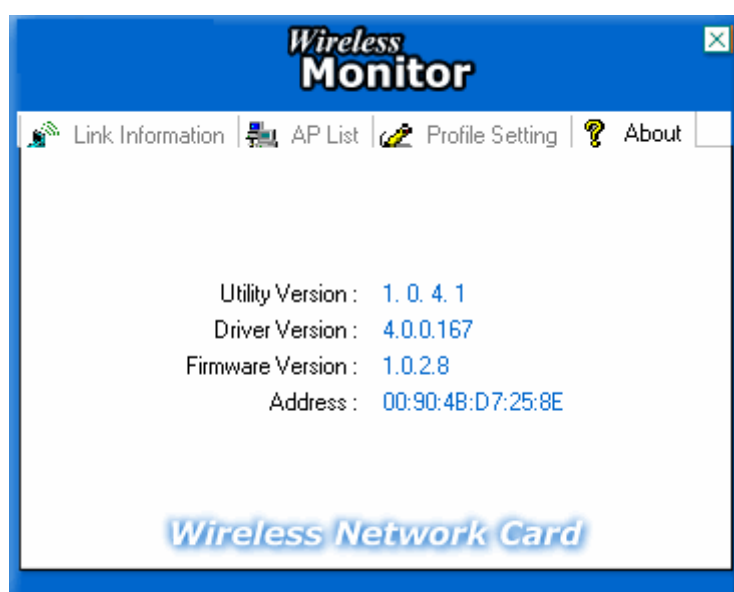 Wireless
Monitor
Link Information AP List Profile Setting About
Utility Version : 1. 0. 4. 1
Driver Version : 4.0.0.167
Firmware Version : 1.0.2.8
Address : 00:90:4B:D7:25:8E
Wireless Network Card